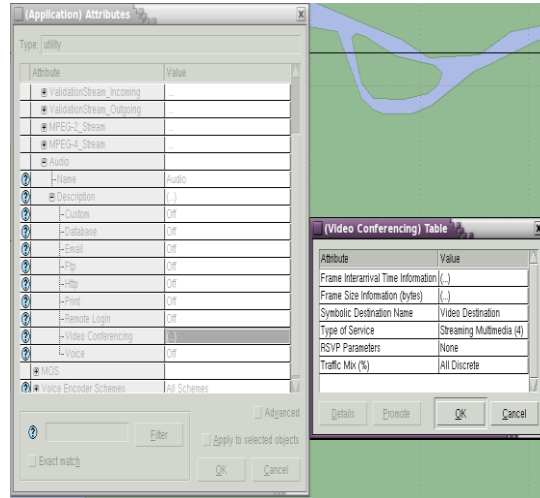 (Application) Attributes
Type: utility
Attribute Value
ValidationStream_Incoming ...
ValidationStream_Outgoing ...
MPEG-2_Stream ...
MPEG-4_Stream ...
Audio
Name Audio
Description (...)
Custom Off
Database Off
Email Off
Ftp Off
Http Off
Print Off
Remote Login Off
Video Conferencing (...)
Voice Off
MOS
Voice Encoder Schemes All Schemes
Advanced
Filter
Apply to selected objects
Exact match
OK Cancel
(Video Conferencing) Table
Attribute Value
Frame Interarrival Time Information (...)
Frame Size Information (bytes) (...)
Symbolic Destination Name Video Destination
Type of Service Streaming Multimedia (4)
RSVP Parameters None
Traffic Mix (%) All Discrete
Details Promote OK Cancel